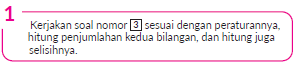 1
Kerjakan soal nomor 3 sesuai dengan peraturannya,
hitung penjumlahan kedua bilangan, dan hitung juga
selisihnya.